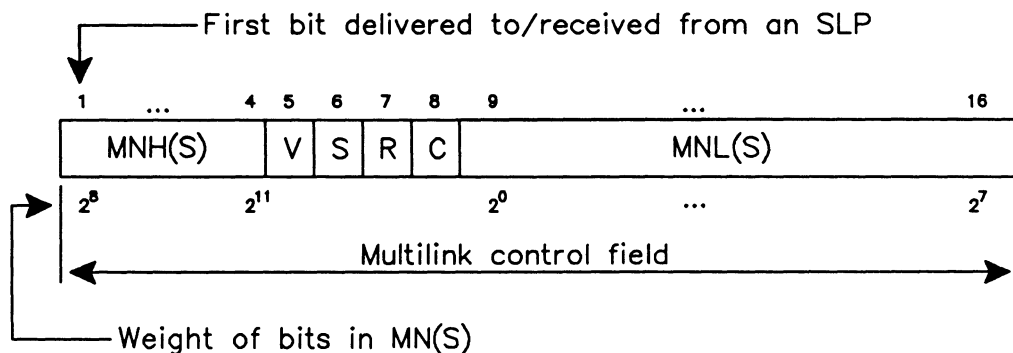 First bit delivered to/received from an SLP
1 ... 4 5 6 7 8 9 ... 16
MNH(S) V S R C MNL(S)
2⁸ 2¹¹ 2⁰ ... 2⁷
Multilink control field
Weight of bits in MN(S)